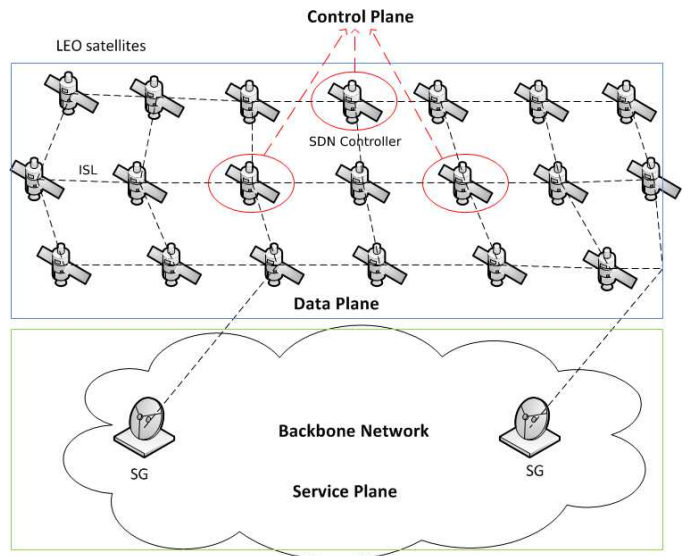 Control Plane
LEO satellites
SDN Controller
ISL
Data Plane
Backbone Network
SG
SG
Service Plane